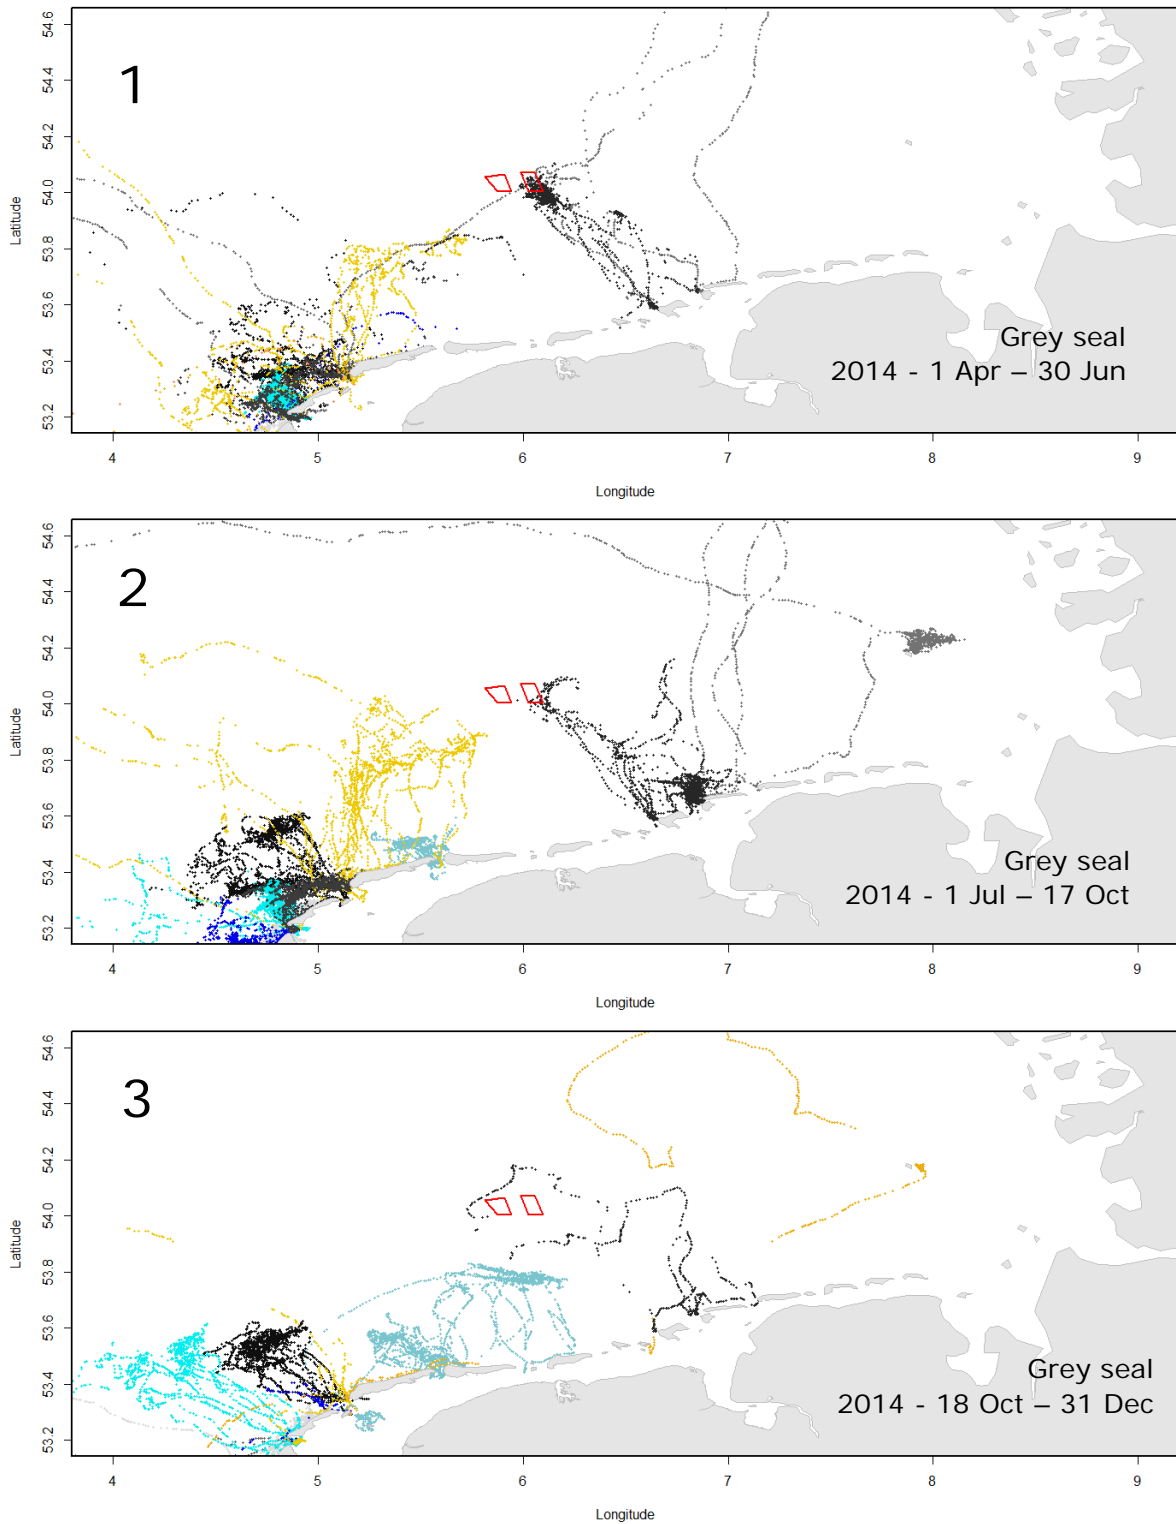 54.6
54.4
54.2
54.0
53.8
53.6
53.4
53.2
Latitude
1
Grey seal
2014 - 1 Apr – 30 Jun
4 5 6 7 8 9
Longitude
54.6
54.4
54.2
54.0
53.8
53.6
53.4
53.2
Latitude
2
Grey seal
2014 - 1 Jul – 17 Oct
4 5 6 7 8 9
Longitude
54.6
54.4
54.2
54.0
53.8
53.6
53.4
53.2
Latitude
3
Grey seal
2014 - 18 Oct – 31 Dec
4 5 6 7 8 9
Longitude